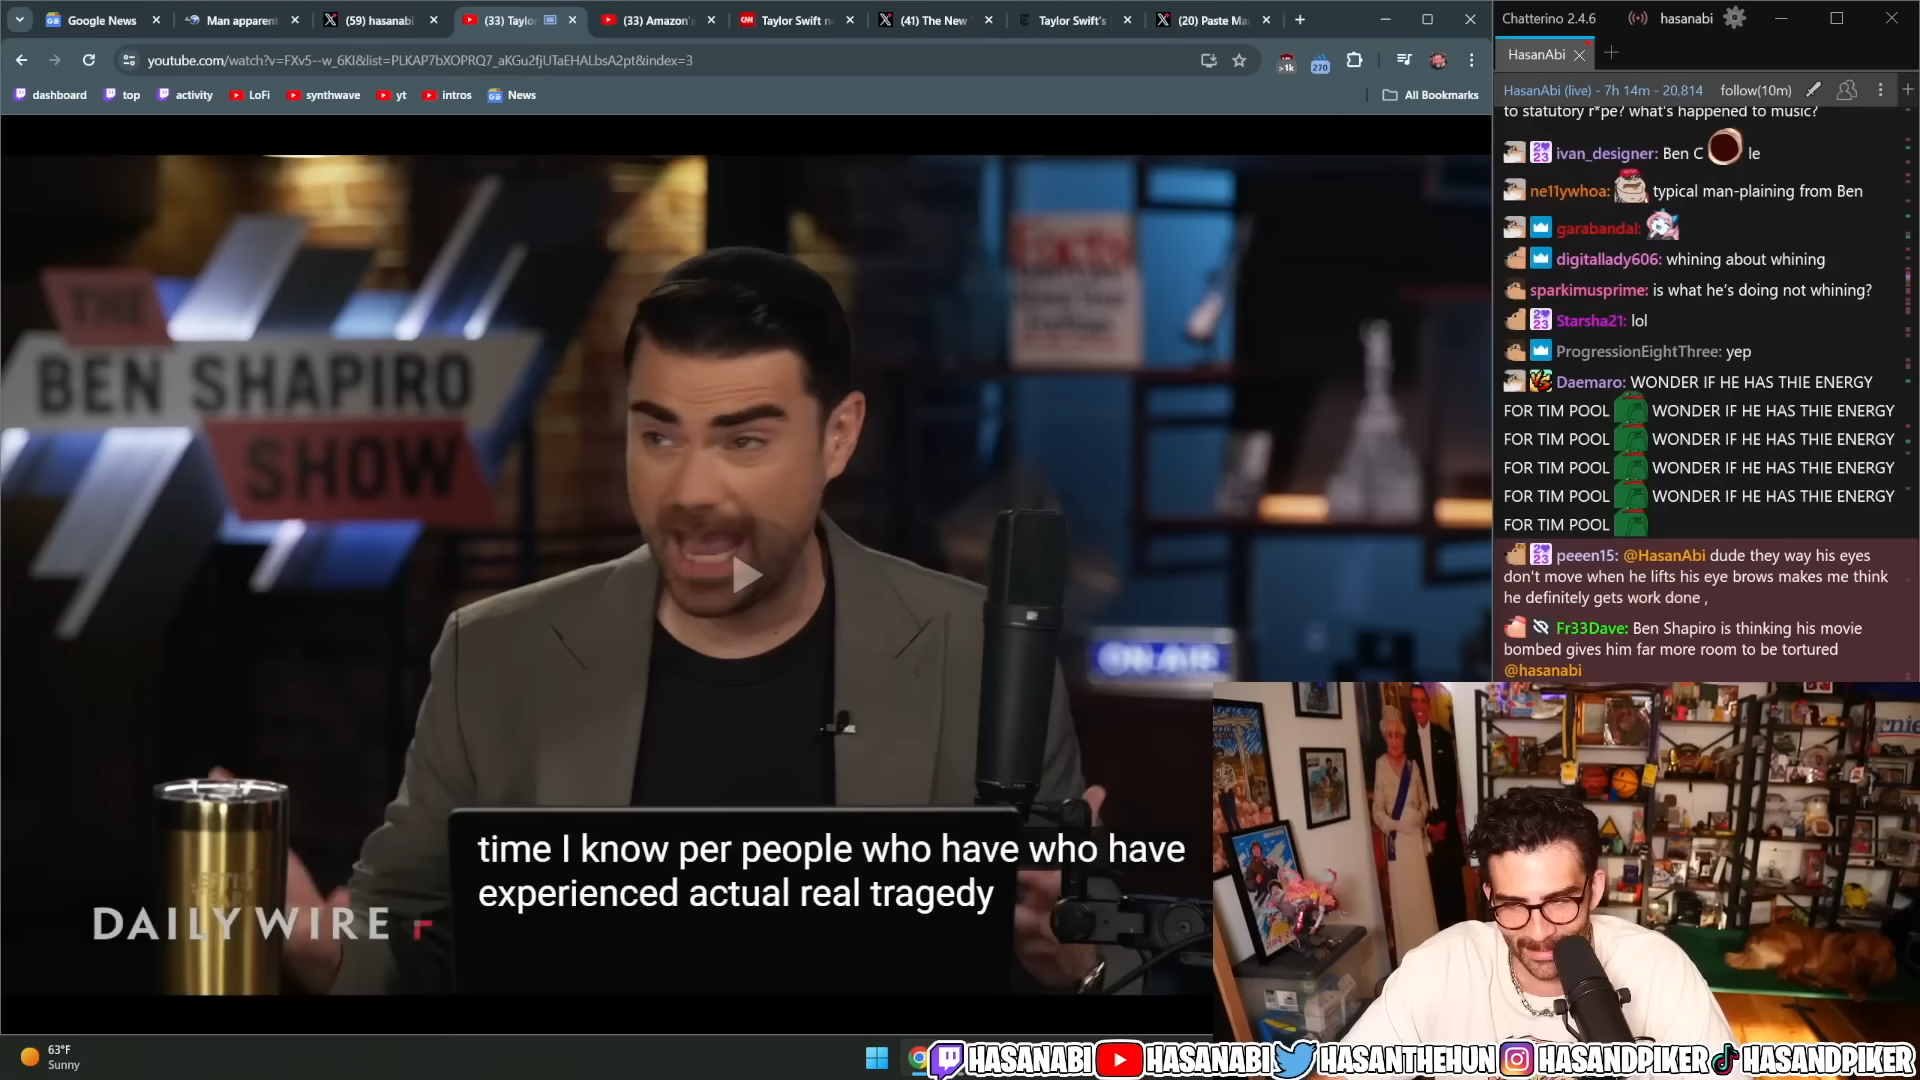 Google News
Man apparent
(59) hasanabi
(33) Taylo
(33) Amazon's
Taylor Swift n
(41) The New
Taylor Swift's
(20) Paste Ma
youtube.com/watch?v=FXv5--w_6KI&list=PLKAP7bXOPRQ7_aKGu2fjUTaEHALbsA2pt&index=3
>1k
270
dashboard
top
activity
LoFi
synthwave
yt
intros
News
All Bookmarks
THE
BEN SHAPIRO
SHOW
Facts
ON AIR
time I know per people who have who have
experienced actual real tragedy
DAILY WIRE
63°F
Sunny
Chatterino 2.4.6
hasanabi
HasanAbi
HasanAbi (live) - 7h 14m - 20,814
follow(10m)
to statutory r*pe? what's happened to music?
ivan_designer: Ben C le
ne11ywhoa: typical man-plaining from Ben
garabandal:
digitallady606: whining about whining
sparkimusprime: is what he's doing not whining?
Starsha21: lol
ProgressionEightThree: yep
Daemaro: WONDER IF HE HAS THIE ENERGY
FOR TIM POOL WONDER IF HE HAS THIE ENERGY
FOR TIM POOL WONDER IF HE HAS THIE ENERGY
FOR TIM POOL WONDER IF HE HAS THIE ENERGY
FOR TIM POOL WONDER IF HE HAS THIE ENERGY
FOR TIM POOL
peeen15: @HasanAbi dude they way his eyes
don't move when he lifts his eye brows makes me think
he definitely gets work done ,
Fr33Dave: Ben Shapiro is thinking his movie
bombed gives him far more room to be tortured
@hasanabi
HASANABI
HASANABI
HASANTHEHUN
HASANDPIKER
HASANDPIKER